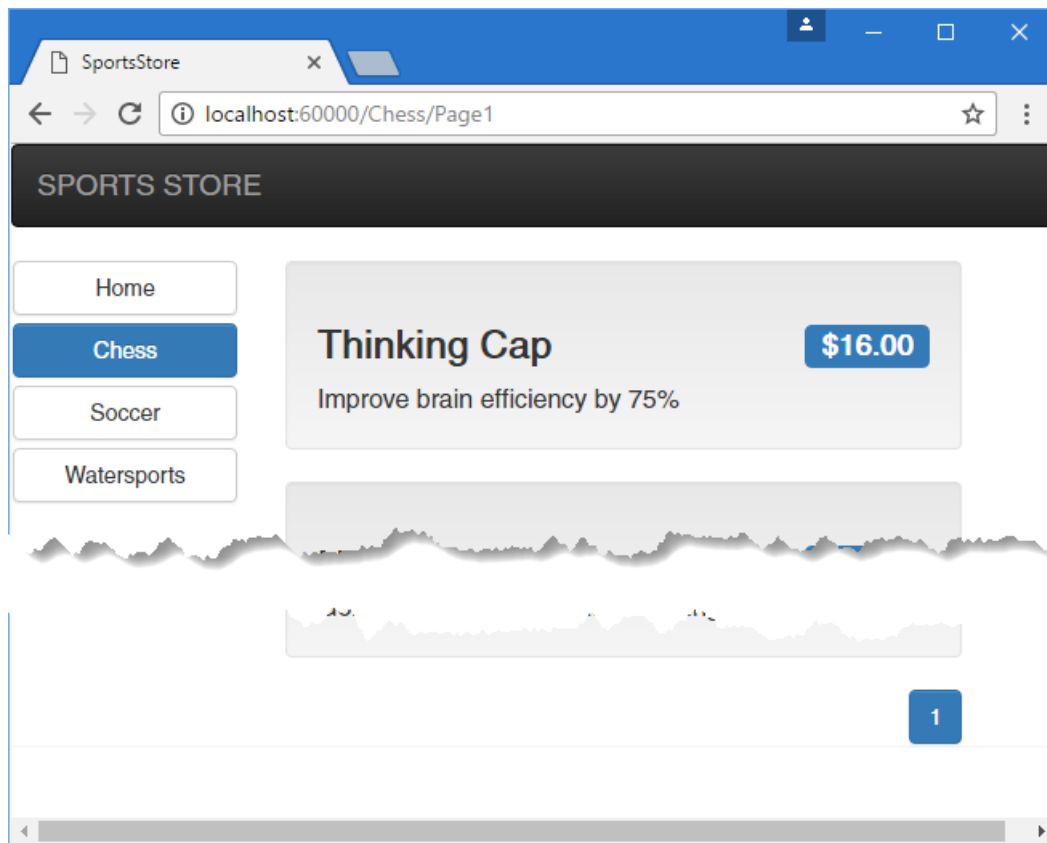 SportsStore
localhost:60000/Chess/Page1
SPORTS STORE
Home
Chess
Soccer
Watersports
Thinking Cap
$16.00
Improve brain efficiency by 75%
1